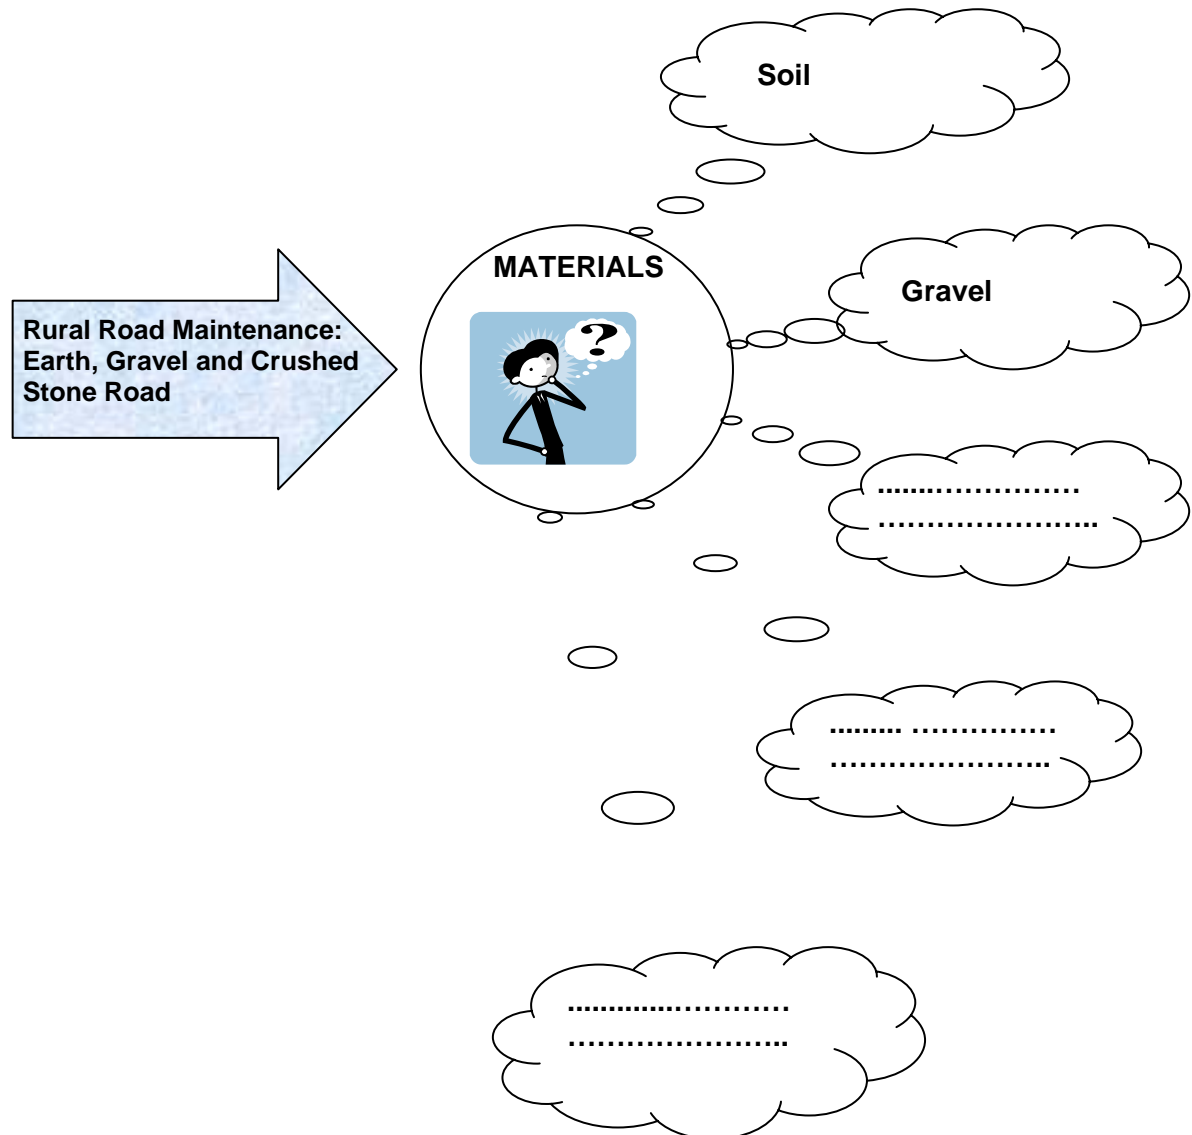 Soil
MATERIALS
Gravel
Rural Road Maintenance:
Earth, Gravel and Crushed
Stone Road
?
.......……………
…………………..
......... ……………
…………………..
.............…………
…………………..